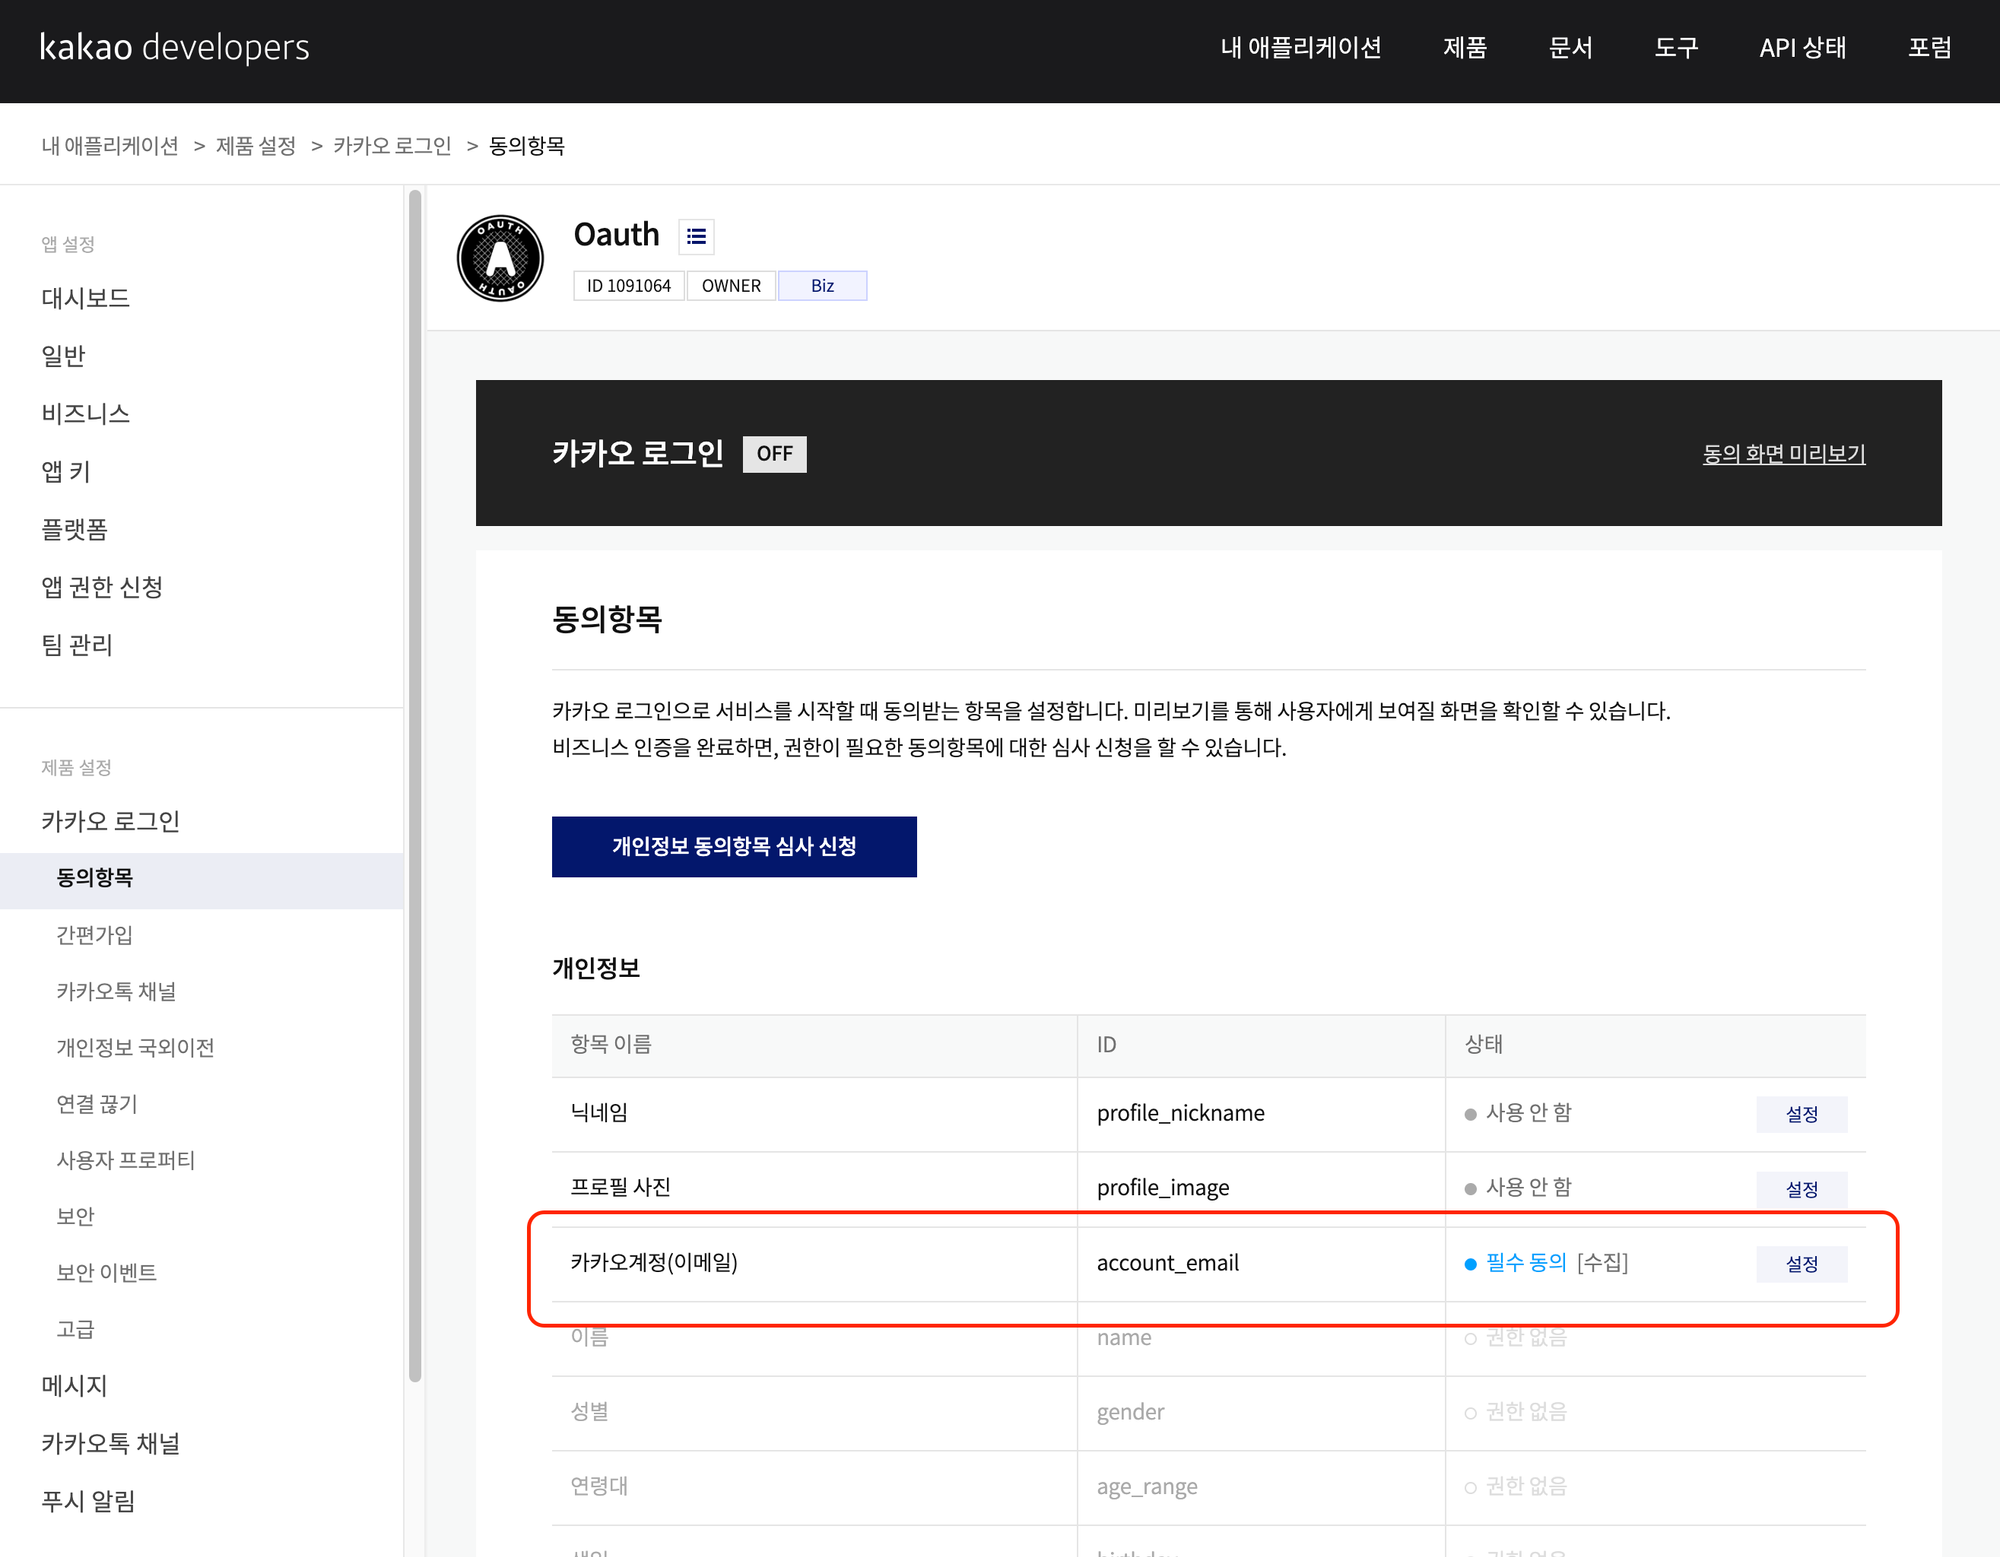 kakao developers
내 애플리케이션 제품 문서 도구 API 상태 포럼
내 애플리케이션 > 제품 설정 > 카카오 로그인 > 동의항목
앱 설정
대시보드
일반
비즈니스
앱 키
플랫폼
앱 권한 신청
팀 관리
제품 설정
카카오 로그인
동의항목
간편가입
카카오톡 채널
개인정보 국외이전
연결 끊기
사용자 프로퍼티
보안
보안 이벤트
고급
메시지
카카오톡 채널
푸시 알림
OAUTH
A
OAUTH
Oauth
ID 1091064 OWNER Biz
카카오 로그인 OFF 동의 화면 미리보기
동의항목
카카오 로그인으로 서비스를 시작할 때 동의받는 항목을 설정합니다. 미리보기를 통해 사용자에게 보여질 화면을 확인할 수 있습니다.
비즈니스 인증을 완료하면, 권한이 필요한 동의항목에 대한 심사 신청을 할 수 있습니다.
개인정보 동의항목 심사 신청
개인정보
항목 이름 ID 상태
닉네임 profile_nickname 사용 안 함 설정
프로필 사진 profile_image 사용 안 함 설정
카카오계정(이메일) account_email 필수 동의 [수집] 설정
이름 name 권한 없음
성별 gender 권한 없음
연령대 age_range 권한 없음